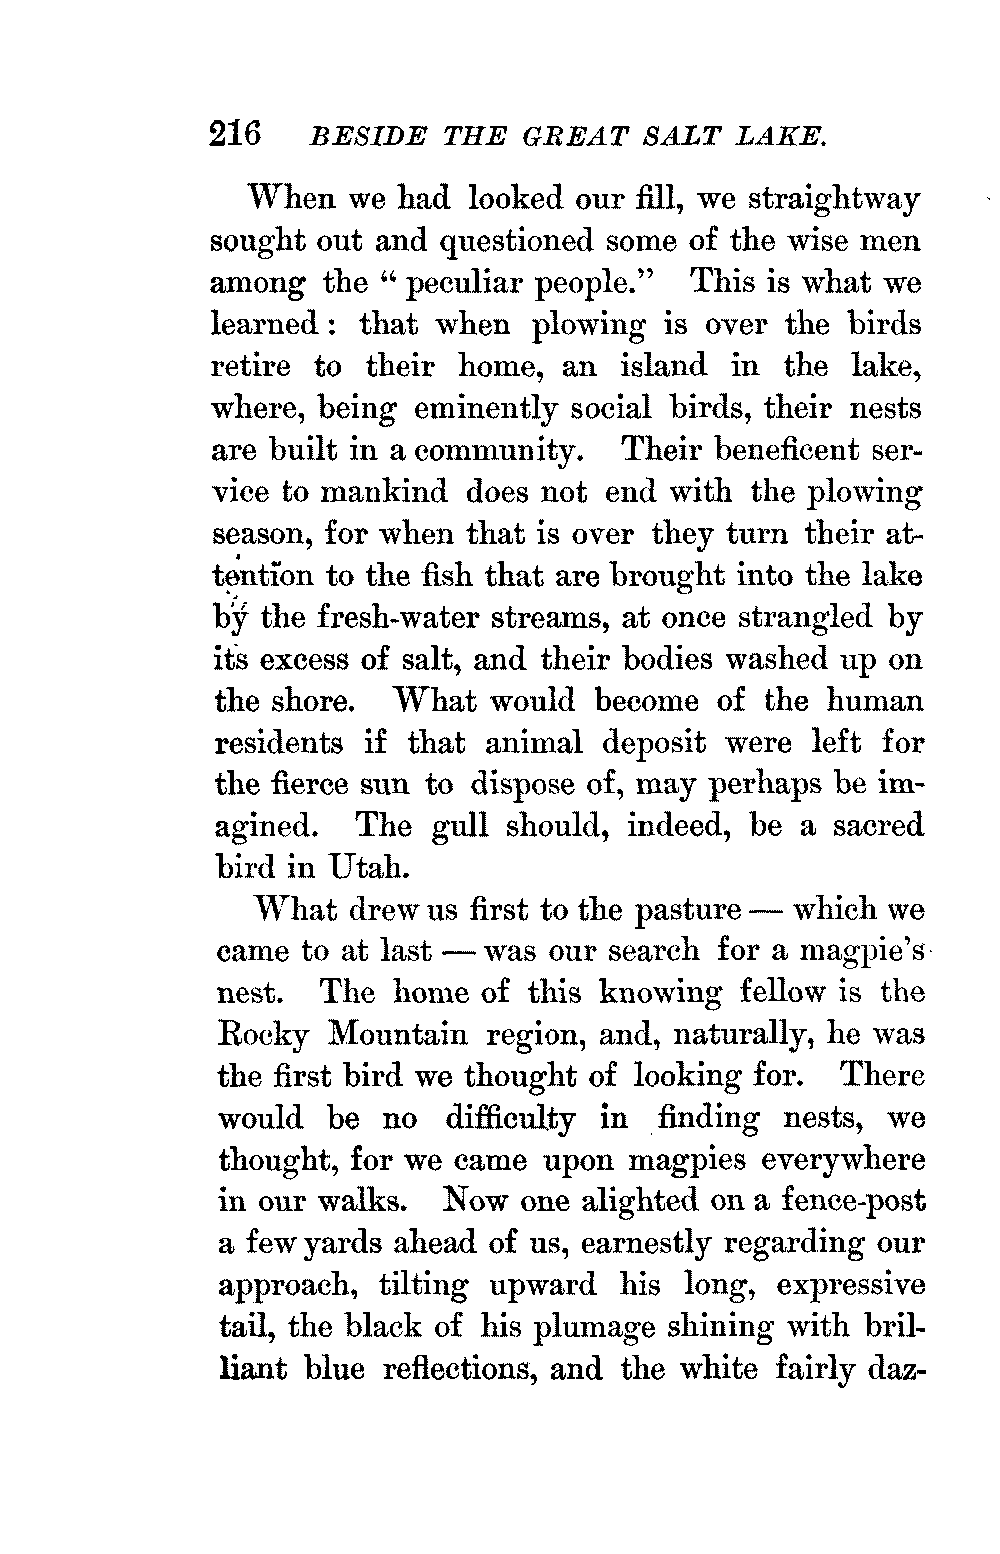 216 BESIDE THE GREAT SALT LAKE.
When we had looked our fill, we straightway
sought out and questioned some of the wise men
among the “ peculiar people.” This is what we
learned : that when plowing is over the birds
retire to their home, an island in the lake,
where, being eminently social birds, their nests
are built in a community. Their beneficent ser-
vice to mankind does not end with the plowing
season, for when that is over they turn their at-
tention to the fish that are brought into the lake
by the fresh-water streams, at once strangled by
its excess of salt, and their bodies washed up on
the shore. What would become of the human
residents if that animal deposit were left for
the fierce sun to dispose of, may perhaps be im-
agined. The gull should, indeed, be a sacred
bird in Utah.
What drew us first to the pasture — which we
came to at last — was our search for a magpie’s
nest. The home of this knowing fellow is the
Rocky Mountain region, and, naturally, he was
the first bird we thought of looking for. There
would be no difficulty in finding nests, we
thought, for we came upon magpies everywhere
in our walks. Now one alighted on a fence-post
a few yards ahead of us, earnestly regarding our
approach, tilting upward his long, expressive
tail, the black of his plumage shining with bril-
liant blue reflections, and the white fairly daz-